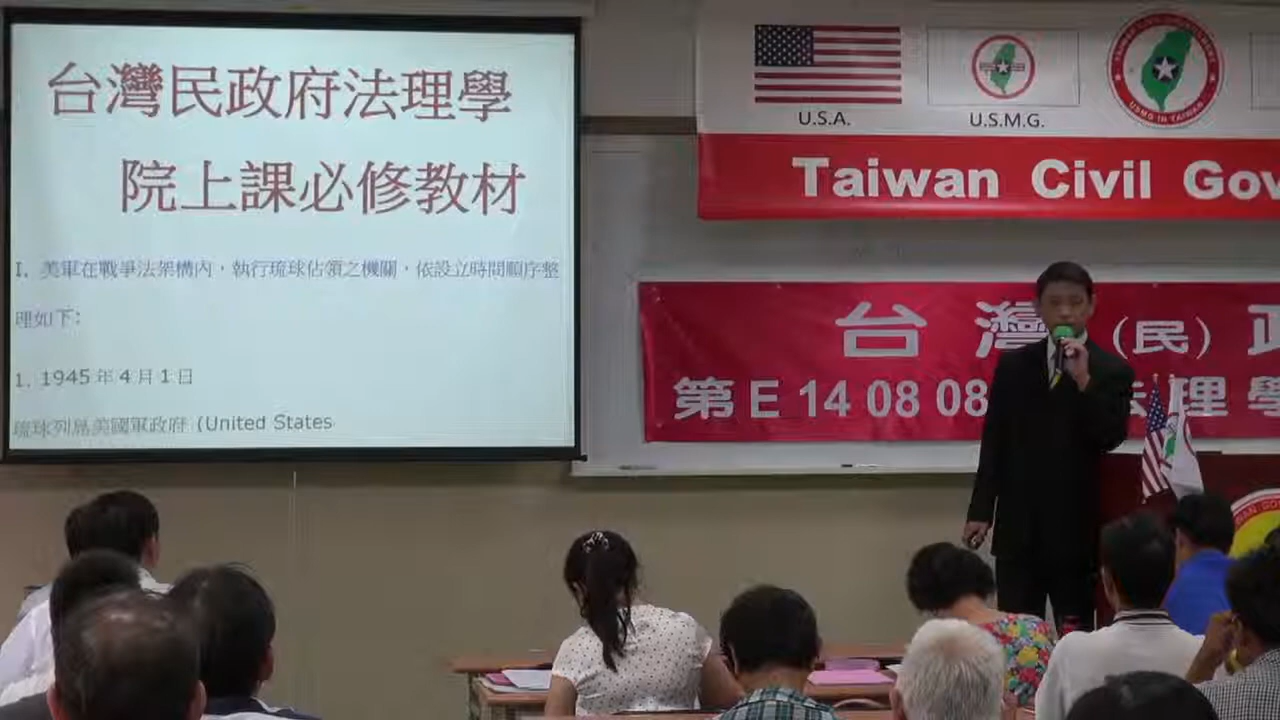 台灣民政府法理學
院上課必修教材
I. 美軍在戰爭法架構內，執行琉球佔領之機關，依設立時間順序整
理如下:
1. 1945 年 4 月 1 日
琉球列島美國軍政府 (United States
U.S.A.
U.S.M.G.
USMG IN TAIWAN
Taiwan Civil Gov
台灣(民)政
第E 14 08 08 法理學